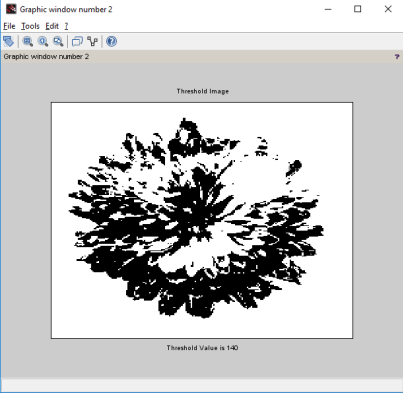 Graphic window number 2
File Tools Edit ?
Graphic window number 2
?
Threshold Image
Threshold Value is 140